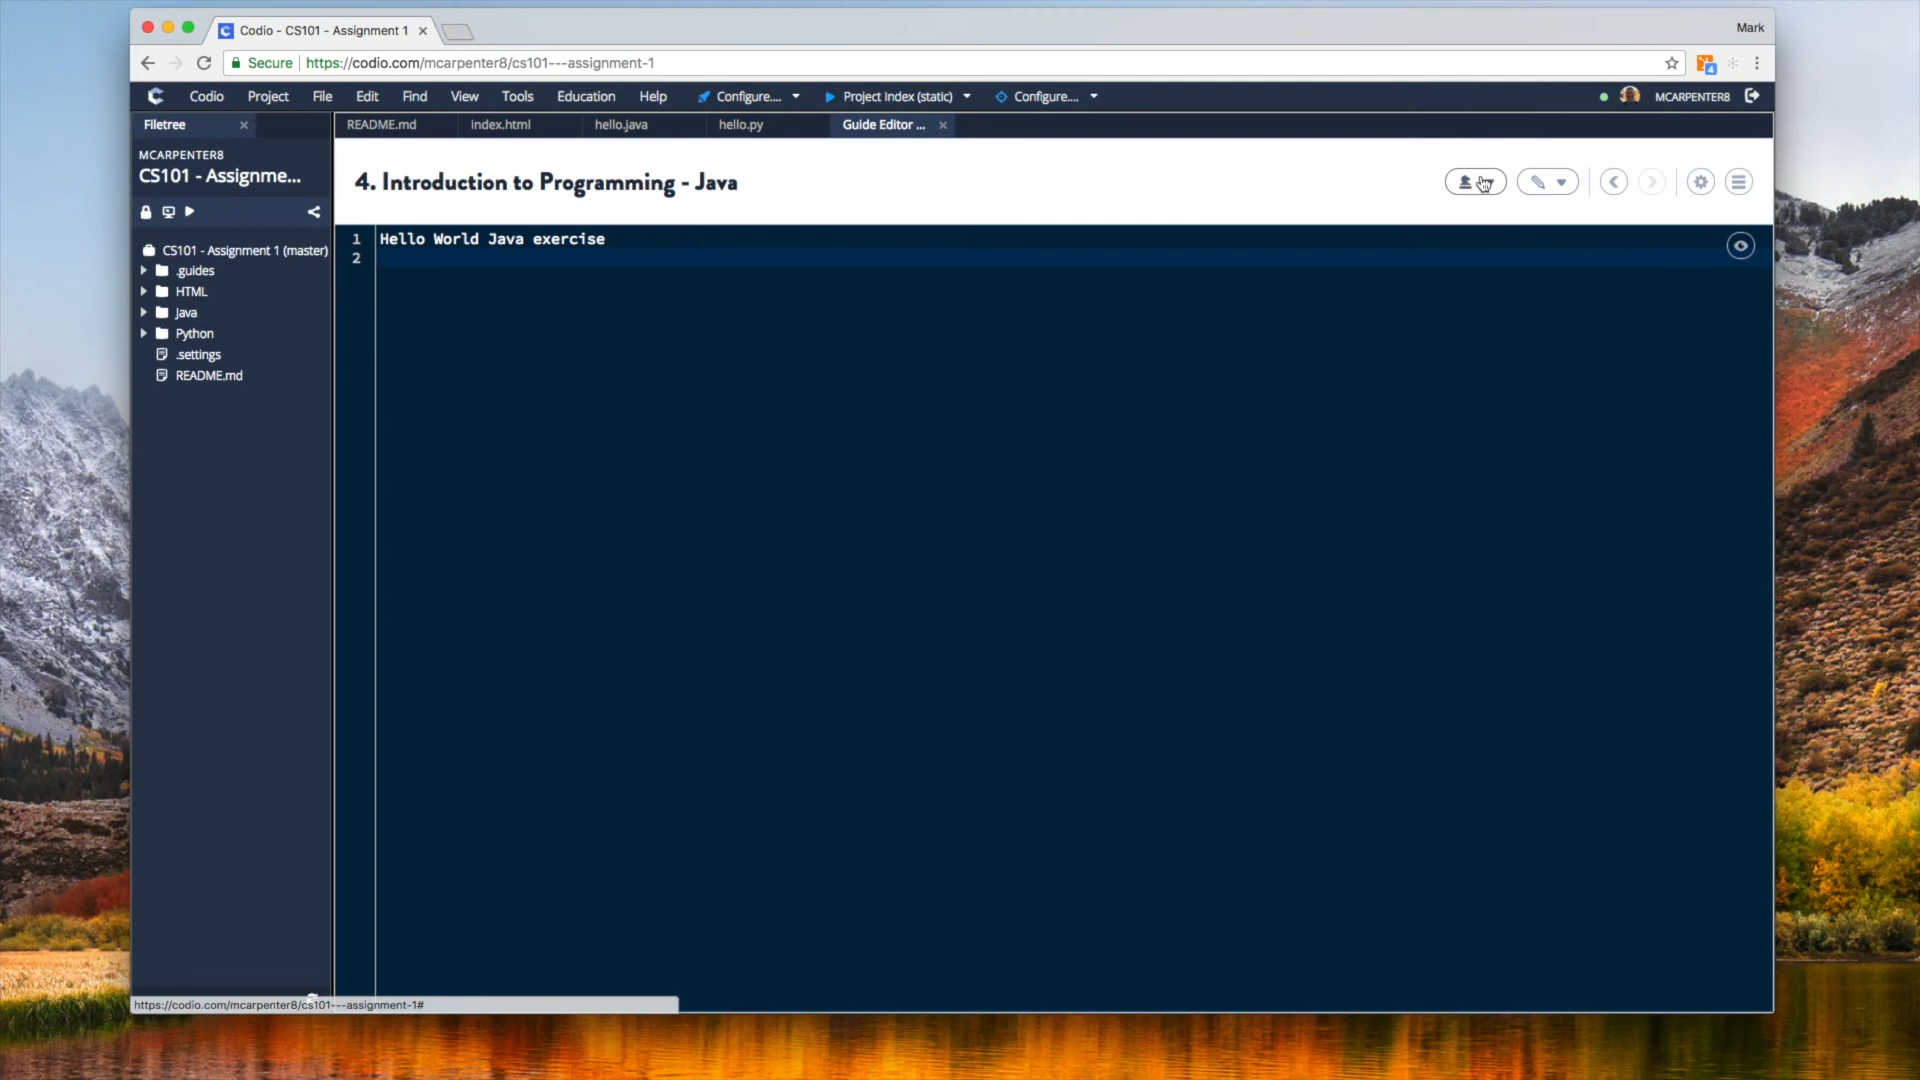 Codio - CS101 - Assignment 1
Mark
Secure
https://codio.com/mcarpenter8/cs101---assignment-1
4
Codio Project File Edit Find View Tools Education Help Configure.... Project Index (static) Configure.... MCARPENTER8
Filetree
README.md index.html hello.java hello.py Guide Editor ...
MCARPENTER8
CS101 - Assignme...
4. Introduction to Programming - Java
1 Hello World Java exercise
2
CS101 - Assignment 1 (master)
.guides
HTML
Java
Python
.settings
README.md
https://codio.com/mcarpenter8/cs101---assignment-1#